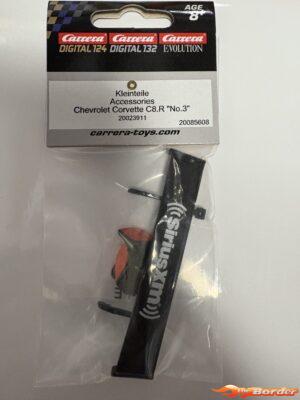 AGE
8+
Carrera Carrera Carrera
DIGITAL 124 DIGITAL 132 EVOLUTION
Kleinteile
Accessories
Chevrolet Corvette C8.R "No.3"
20023911
20085608
carrera-toys.com
((siriusxm))
Border